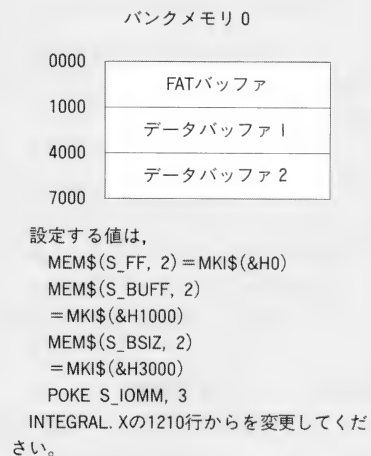 バンクメモリ0
0000
FATバッファ
1000
データバッファ1
4000
データバッファ2
7000
設定する値は,
MEM$(S_FF, 2)=MKI$(&H0)
MEM$(S_BUFF, 2)
=MKI$(&H1000)
MEM$(S_BSIZ, 2)
=MKI$(&H3000)
POKE S_IOMM, 3
INTEGRAL. Xの1210行からを変更してくだ
さい。